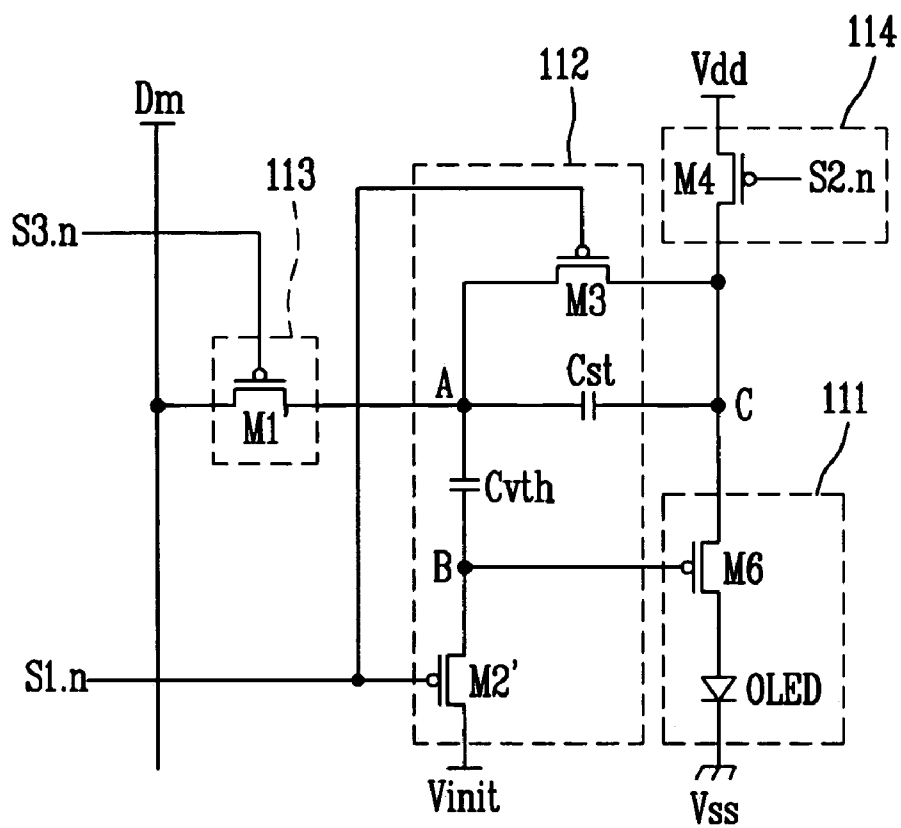 114
112
Vdd
Dm
113
M4
S2.n
S3.n
M3
Cst
A
C
111
M1
Cvth
B
M6
S1.n
M2'
OLED
Vinit
Vss